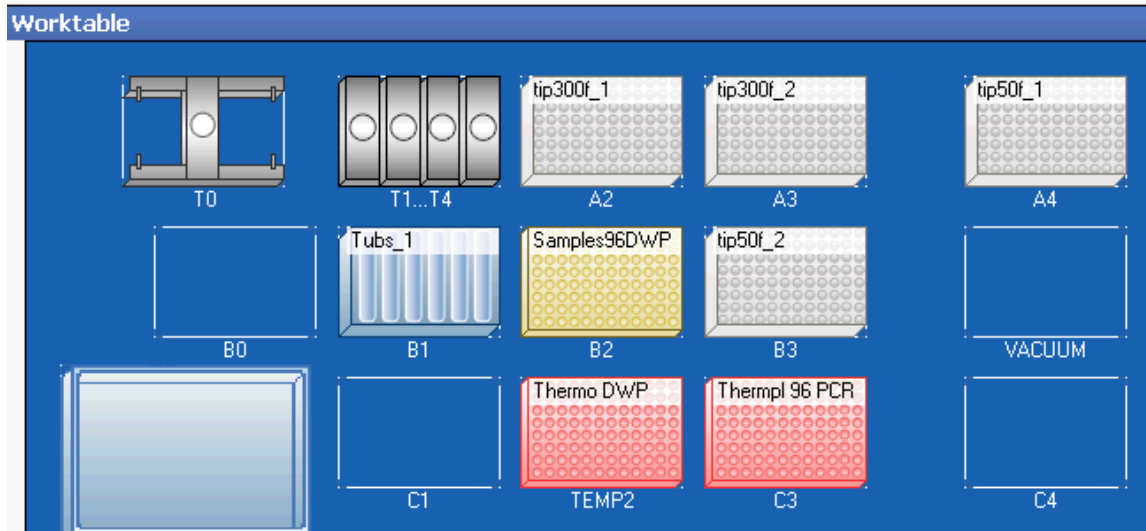 Worktable
tip300f_1
tip300f_2
tip50f_1
T0
T1...T4
A2
A3
A4
Tubs_1
Samples96DWP
tip50f_2
B0
B1
B2
B3
VACUUM
Thermo DWP
Thermpl 96 PCR
C1
TEMP2
C3
C4